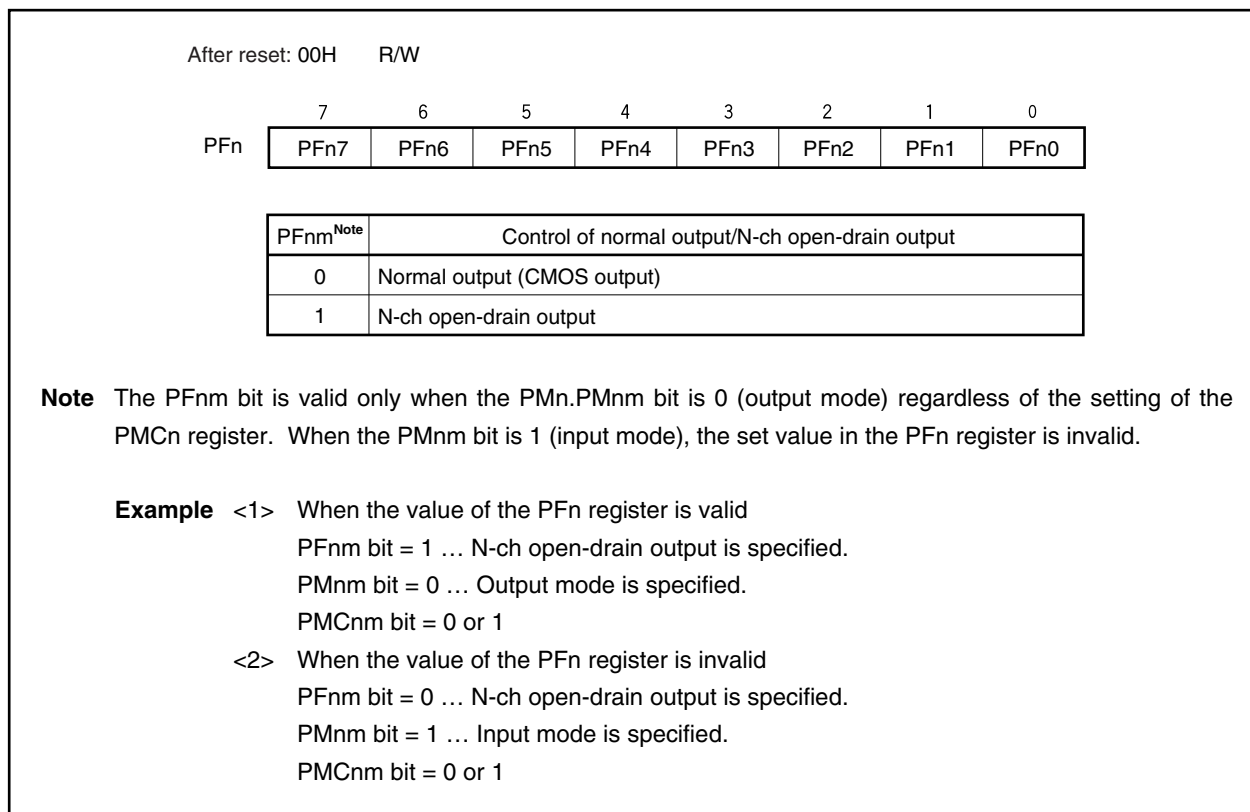 After reset: 00H R/W
7 6 5 4 3 2 1 0
PFn PFn7 PFn6 PFn5 PFn4 PFn3 PFn2 PFn1 PFn0
PFnmNote Control of normal output/N-ch open-drain output
0 Normal output (CMOS output)
1 N-ch open-drain output
Note The PFnm bit is valid only when the PMn.PMnm bit is 0 (output mode) regardless of the setting of the
PMCn register. When the PMnm bit is 1 (input mode), the set value in the PFn register is invalid.
Example <1> When the value of the PFn register is valid
PFnm bit = 1 … N-ch open-drain output is specified.
PMnm bit = 0 … Output mode is specified.
PMCnm bit = 0 or 1
<2> When the value of the PFn register is invalid
PFnm bit = 0 … N-ch open-drain output is specified.
PMnm bit = 1 … Input mode is specified.
PMCnm bit = 0 or 1